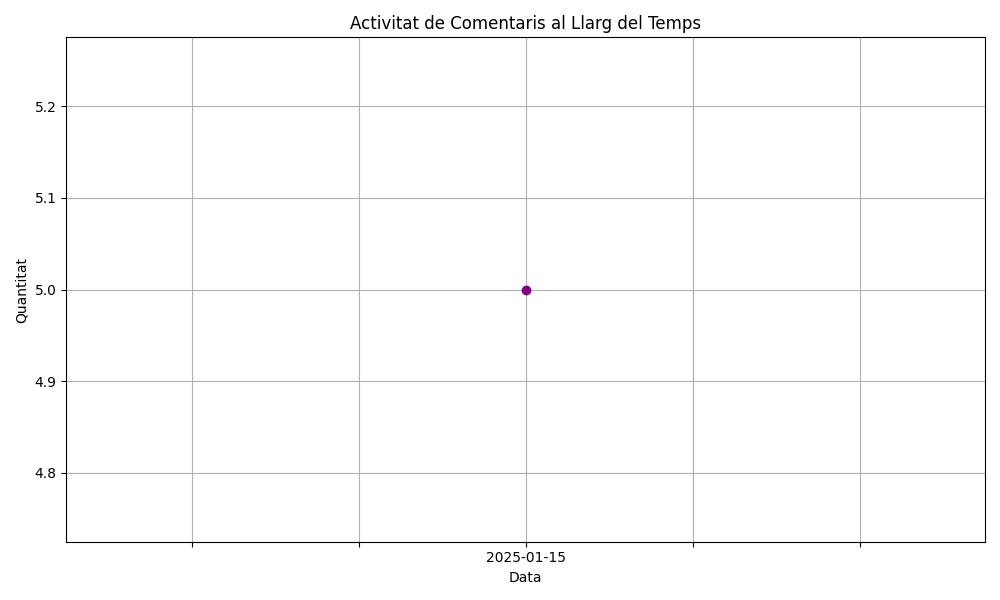 Activitat de Comentaris al Llarg del Temps
5.2
5.1
5.0
4.9
4.8
Quantitat
2025-01-15
Data